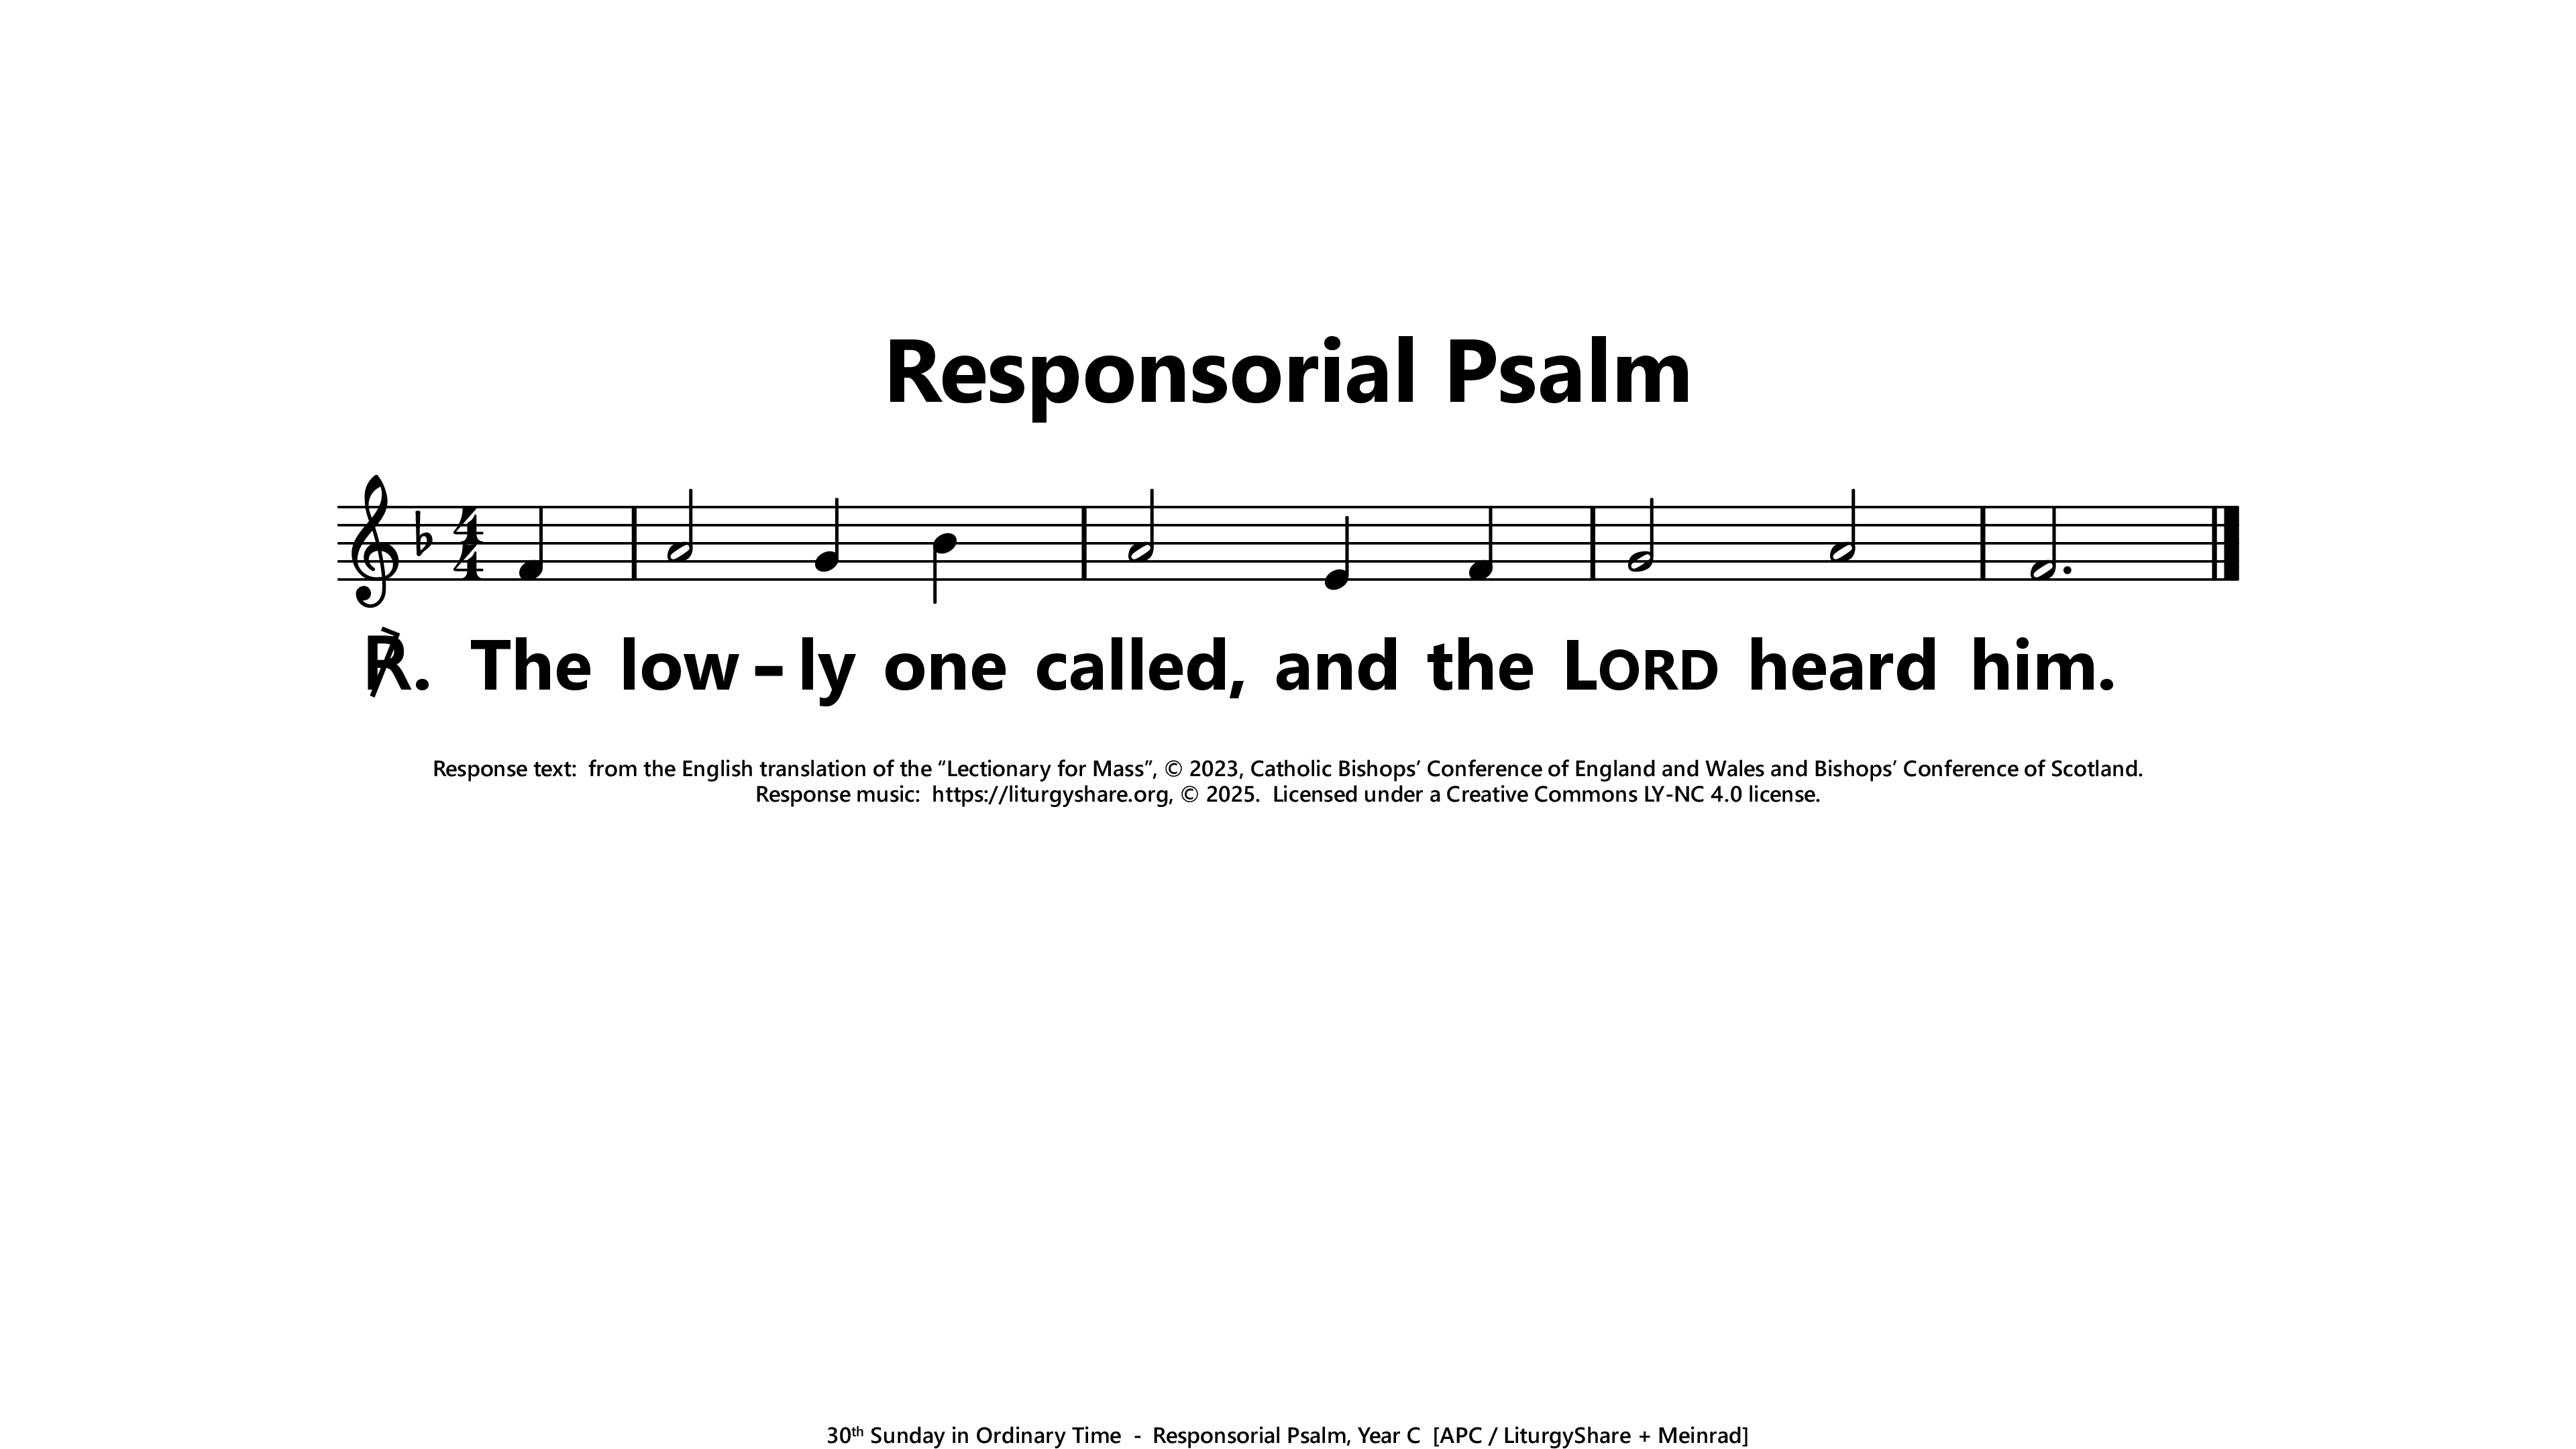 Responsorial Psalm
℟. The low-ly one called, and the LORD heard him.
Response text: from the English translation of the “Lectionary for Mass”, © 2023, Catholic Bishops’ Conference of England and Wales and Bishops’ Conference of Scotland.
Response music: https://liturgyshare.org, © 2025. Licensed under a Creative Commons LY-NC 4.0 license.
30th Sunday in Ordinary Time - Responsorial Psalm, Year C [APC / LiturgyShare + Meinrad]